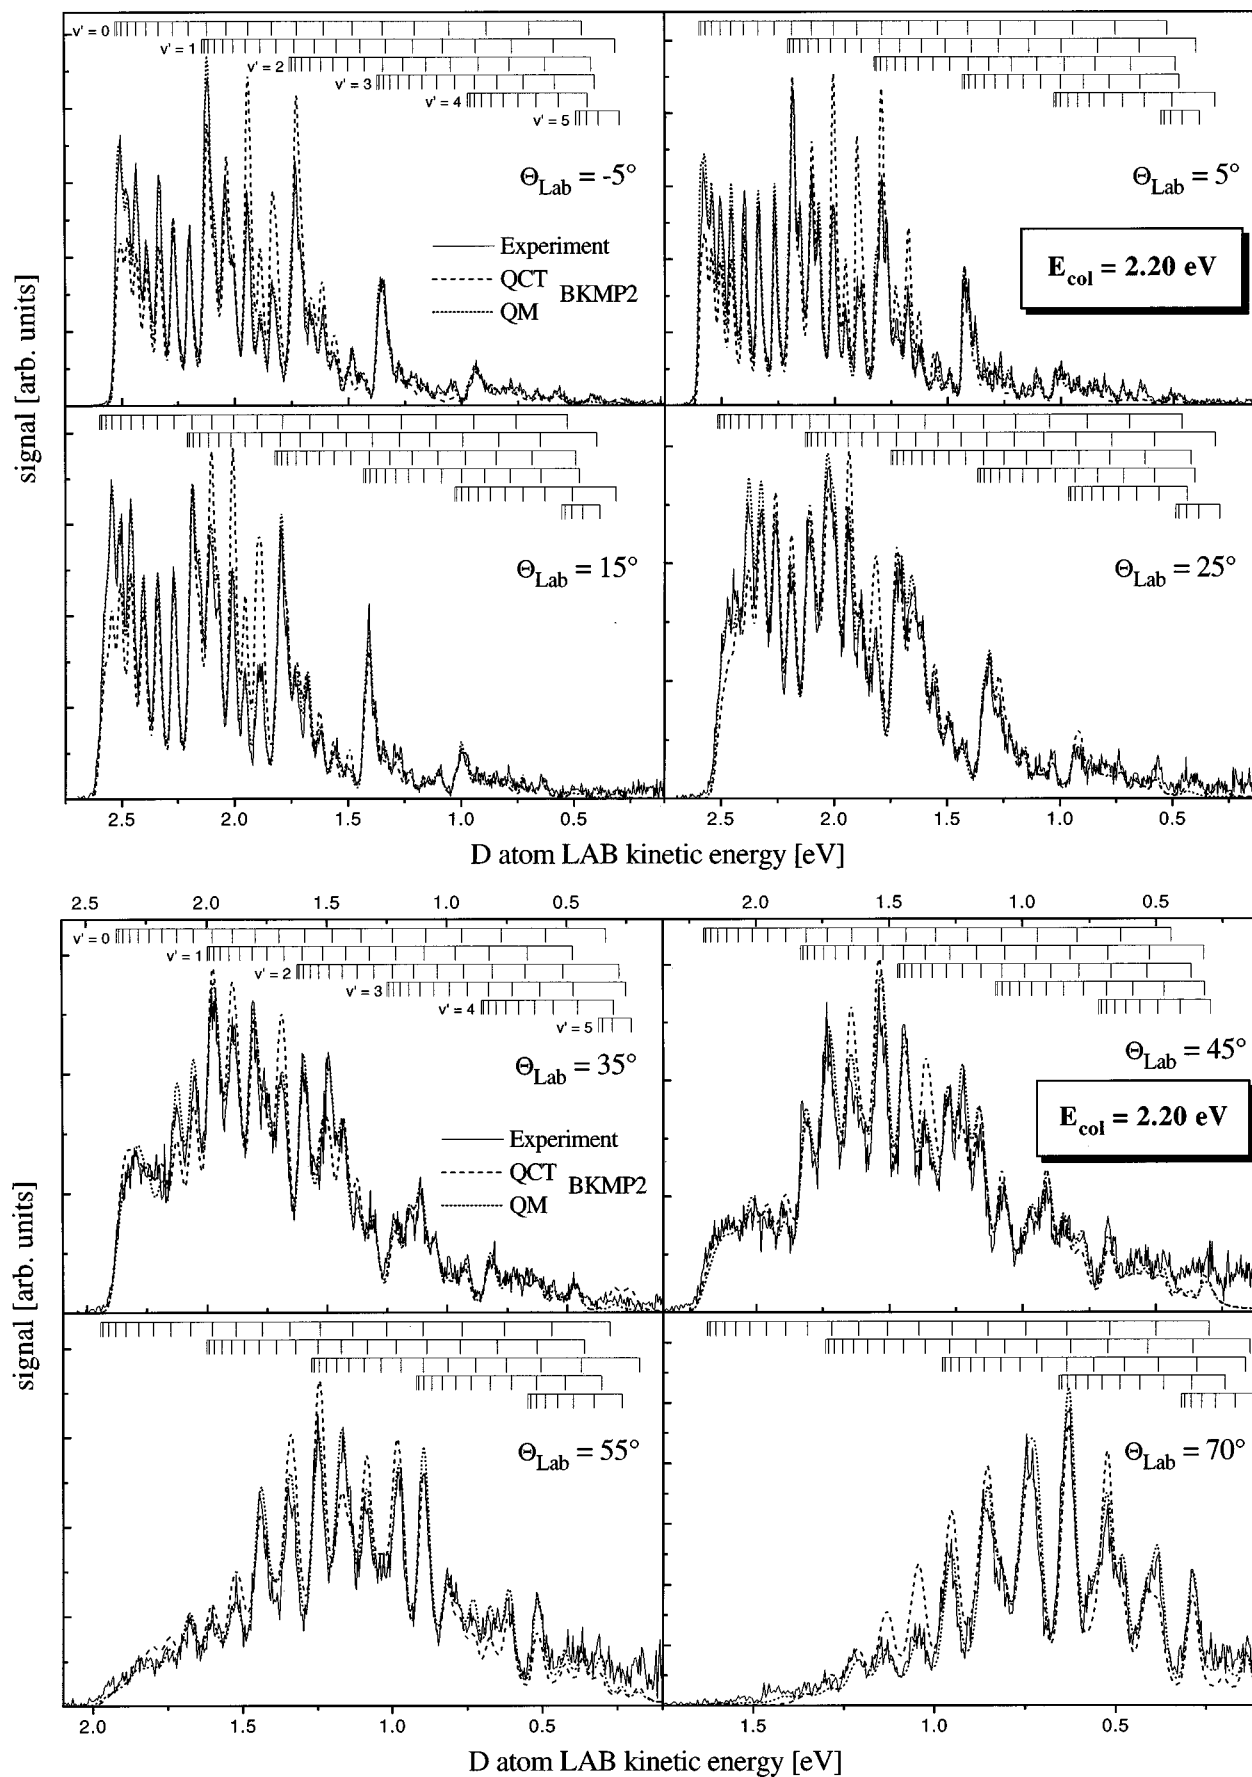 v' = 0
v' = 1
v' = 2
v' = 3
v' = 4
v' = 5
Θ_Lab = -5°
Experiment
QCT
BKMP2
QM
Θ_Lab = 5°
E_col = 2.20 eV
signal [arb. units]
Θ_Lab = 15°
Θ_Lab = 25°
2.5 2.0 1.5 1.0 0.5 2.5 2.0 1.5 1.0 0.5
D atom LAB kinetic energy [eV]
2.5 2.0 1.5 1.0 0.5 2.0 1.5 1.0 0.5
v' = 0
v' = 1
v' = 2
v' = 3
v' = 4
v' = 5
Θ_Lab = 35°
Experiment
QCT
BKMP2
QM
Θ_Lab = 45°
E_col = 2.20 eV
signal [arb. units]
Θ_Lab = 55°
Θ_Lab = 70°
2.0 1.5 1.0 0.5 1.5 1.0 0.5
D atom LAB kinetic energy [eV]